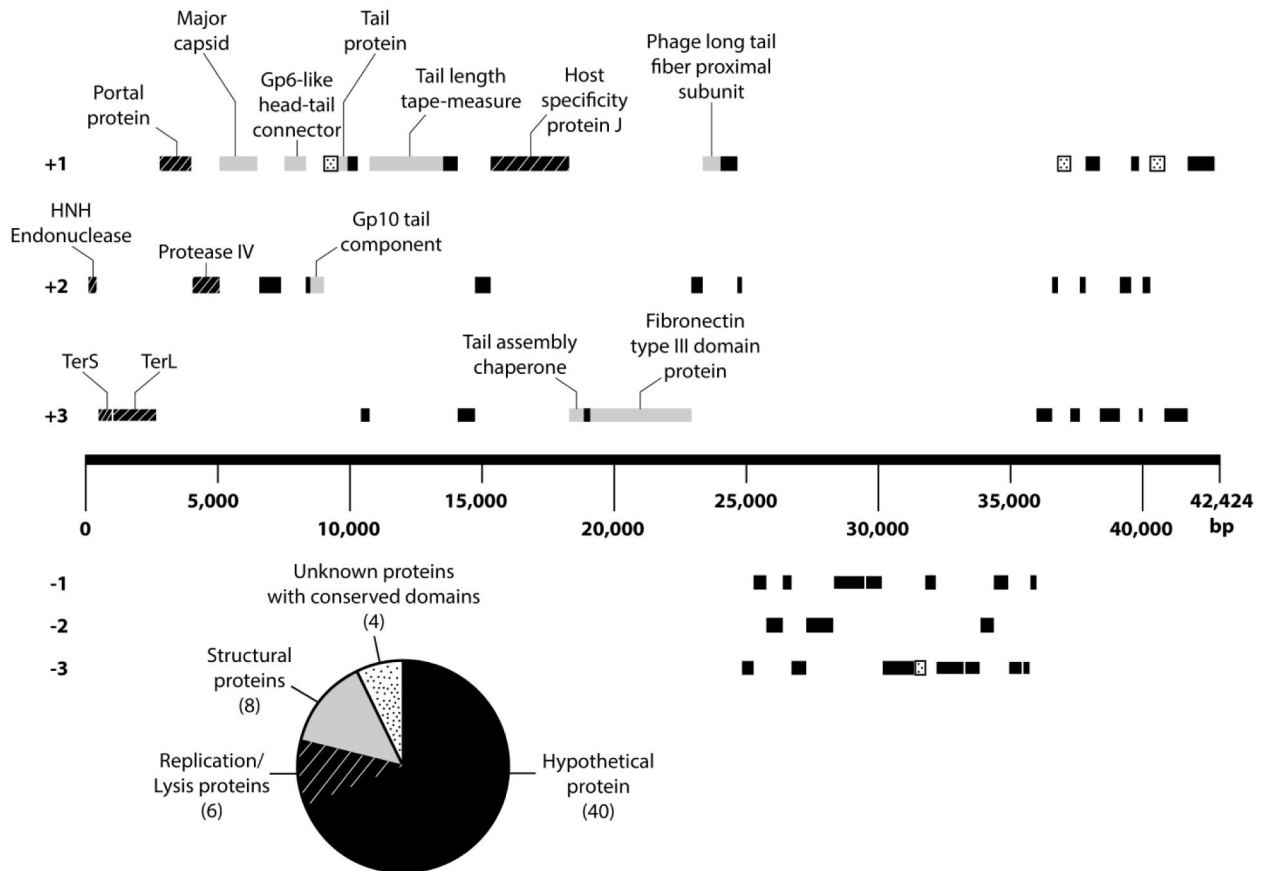 Major
capsid
Tail
protein
Phage long tail
fiber proximal
subunit
Portal
protein
Gp6-like
head-tail
connector
Tail length
tape-measure
Host
specificity
protein J
+1
HNH
Endonuclease
Protease IV
Gp10 tail
component
+2
TerS
TerL
Tail assembly
chaperone
Fibronectin
type III domain
protein
+3
5,000
10,000
15,000
20,000
25,000
30,000
35,000
40,000
42,424
bp
0
-1
-2
-3
Unknown proteins
with conserved domains
(4)
Structural
proteins
(8)
Replication/
Lysis proteins
(6)
Hypothetical
protein
(40)